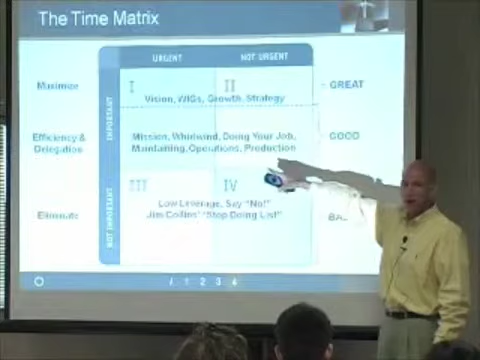 The Time Matrix
URGENT
NOT URGENT
Maximize
IMPORTANT
I
II
GREAT
Vision, WIGs, Growth, Strategy
Efficiency &
Delegation
Mission, Whirlwind, Doing Your Job,
Maintaining, Operations, Production
GOOD
NOT IMPORTANT
III
IV
Eliminate
Low Leverage, Say "No!"
Jim Collins' "Stop Doing List"
1 2 3 4